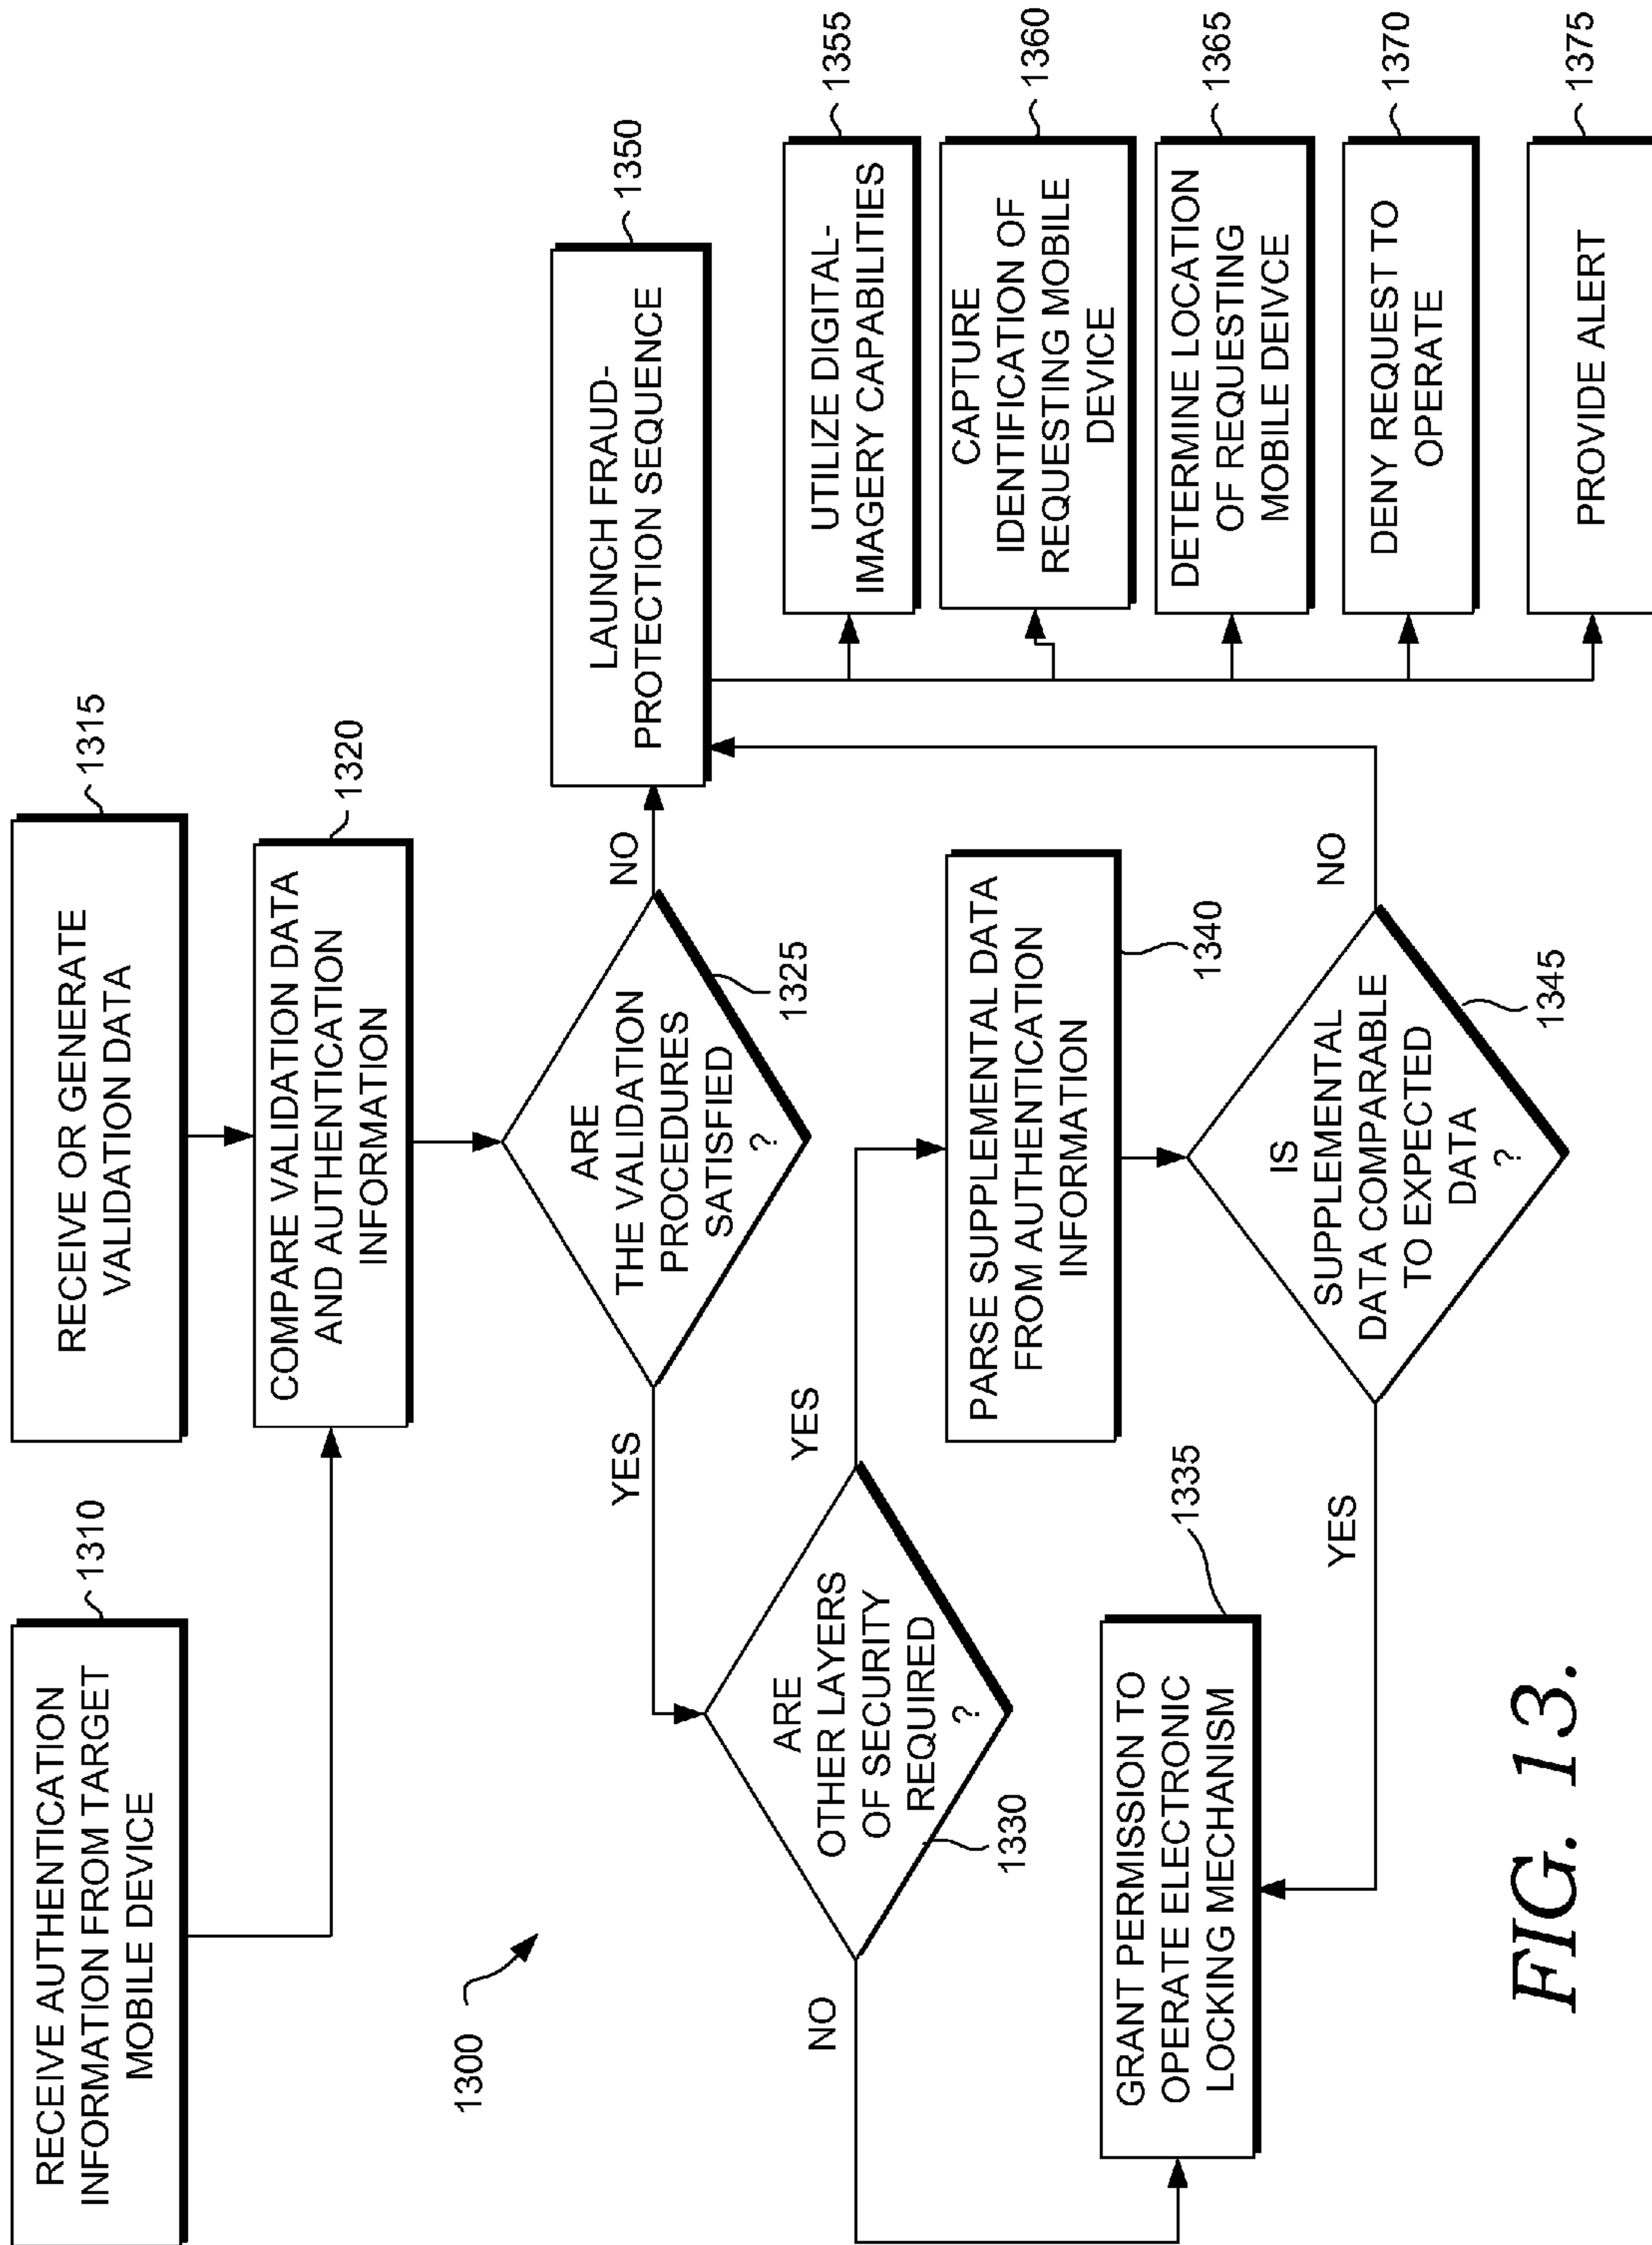 RECEIVE AUTHENTICATION
INFORMATION FROM TARGET
MOBILE DEVICE
1310
RECEIVE OR GENERATE
VALIDATION DATA
1315
COMPARE VALIDATION DATA
AND AUTHENTICATION
INFORMATION
1320
1300
ARE
THE VALIDATION
PROCEDURES
SATISFIED
?
1325
YES
NO
LAUNCH FRAUD-
PROTECTION SEQUENCE
1350
ARE
OTHER LAYERS
OF SECURITY
REQUIRED
?
1330
NO
YES
PARSE SUPPLEMENTAL DATA
FROM AUTHENTICATION
INFORMATION
1340
GRANT PERMISSION TO
OPERATE ELECTRONIC
LOCKING MECHANISM
1335
IS
SUPPLEMENTAL
DATA COMPARABLE
TO EXPECTED
DATA
?
1345
YES
NO
UTILIZE DIGITAL-
IMAGERY CAPABILITIES
1355
CAPTURE
IDENTIFICATION OF
REQUESTING MOBILE
DEVICE
1360
DETERMINE LOCATION
OF REQUESTING
MOBILE DEIVCE
1365
DENY REQUEST TO
OPERATE
1370
PROVIDE ALERT
1375
FIG. 13.